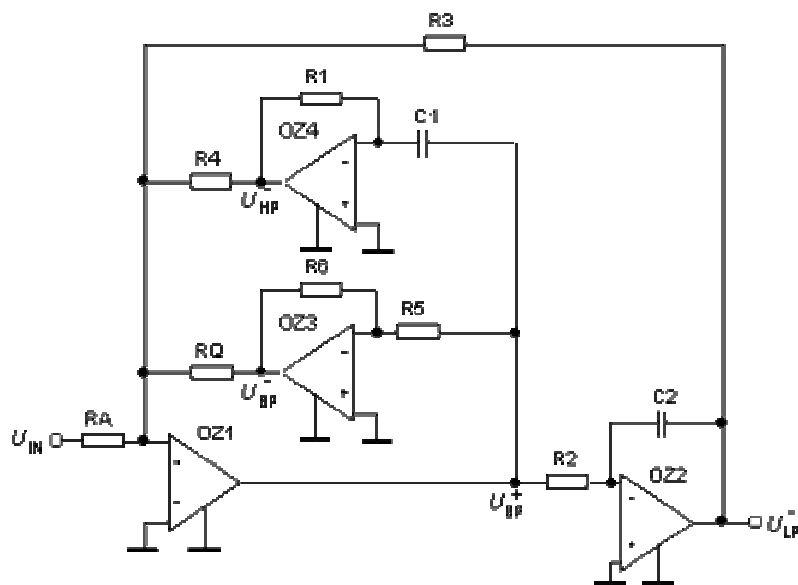 R3
R1
C1
OZ4
R4
-
+
U HP -
R6
OZ3
R5
RQ
-
+
U BP -
C2
RA
U IN
OZ1
+
-
R2
OZ2
-
+
U BP +
U LP -